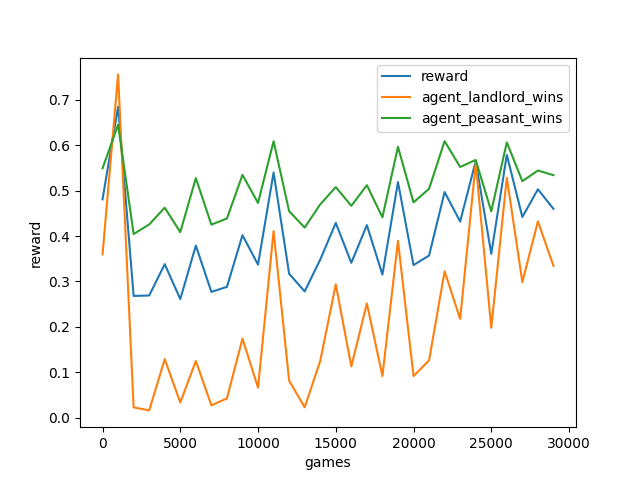 reward
agent_landlord_wins
agent_peasant_wins
0.7
0.6
0.5
0.4
0.3
0.2
0.1
0.0
reward
0 5000 10000 15000 20000 25000 30000
games